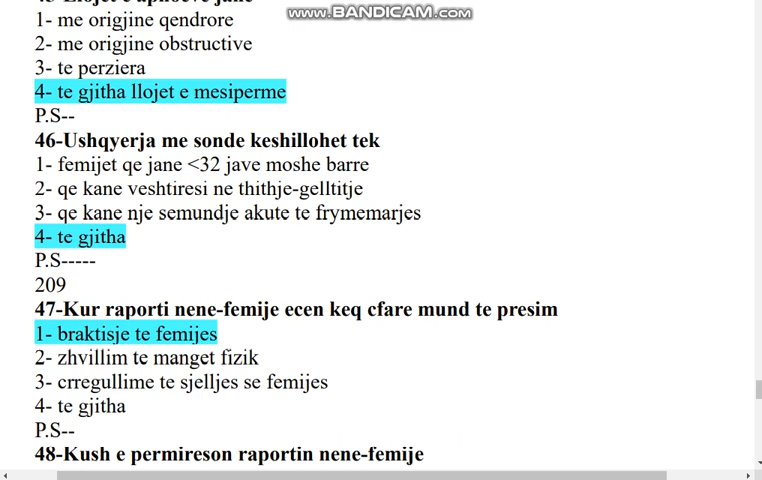 45-Llojet e apnoeve jane
www.BANDICAM.com
1- me origjine qendrore
2- me origjine obstructive
3- te perziera
4- te gjitha llojet e mesiperme
P.S--
46-Ushqyerja me sonde keshillohet tek
1- femijet qe jane <32 jave moshe barre
2- qe kane veshtiresi ne thithje-gelltitje
3- qe kane nje semundje akute te frymemarjes
4- te gjitha
P.S-----
209
47-Kur raporti nene-femije ecen keq cfare mund te presim
1- braktisje te femijes
2- zhvillim te manget fizik
3- crregullime te sjelljes se femijes
4- te gjitha
P.S--
48-Kush e permireson raportin nene-femije